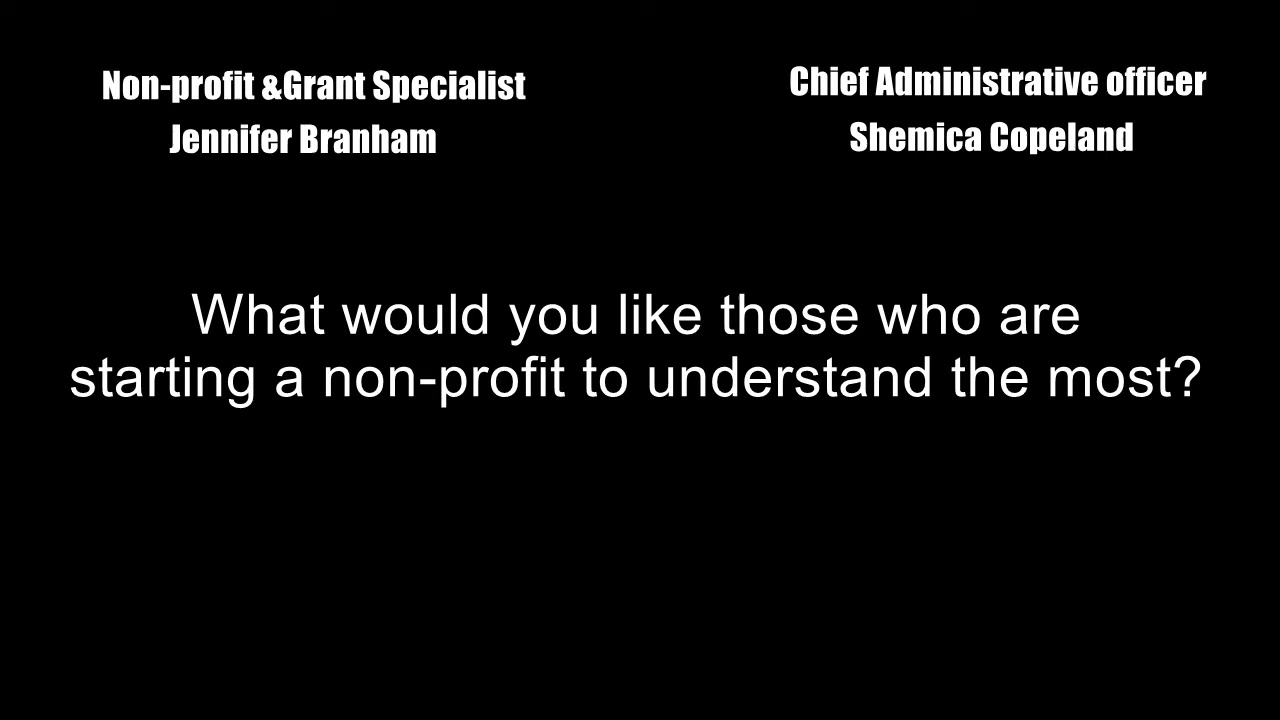 Non-profit &Grant Specialist
Jennifer Branham
Chief Administrative officer
Shemica Copeland
What would you like those who are
starting a non-profit to understand the most?